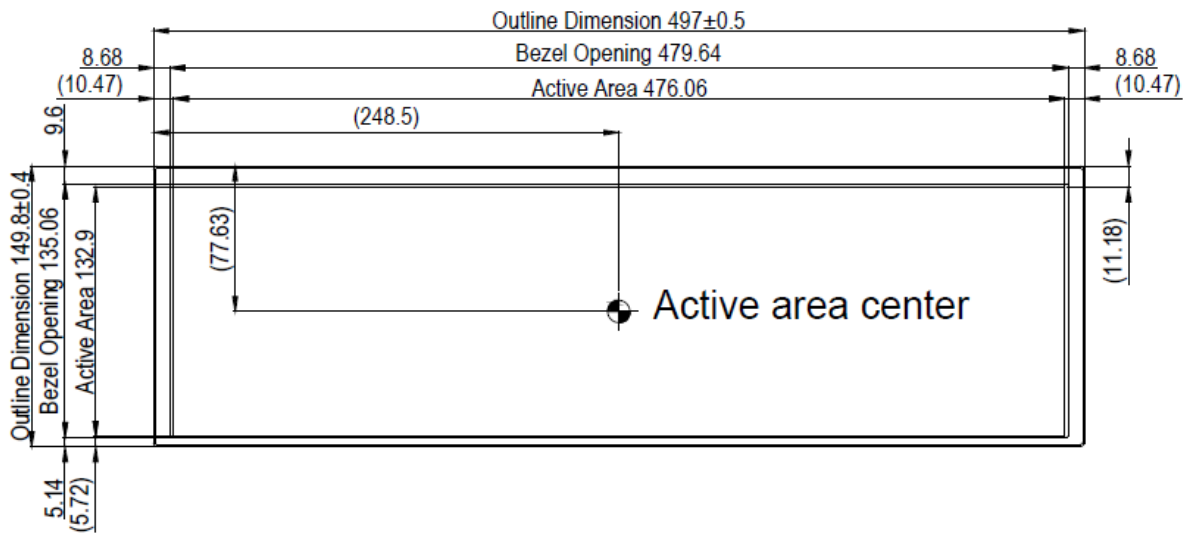 Outline Dimension 497±0.5
Bezel Opening 479.64
8.68
8.68
(10.47)
Active Area 476.06
(10.47)
(248.5)
9.6
Outline Dimension 149.8±0.4
Bezel Opening 135.06
Active Area 132.9
(77.63)
(11.18)
Active area center
5.14
(5.72)